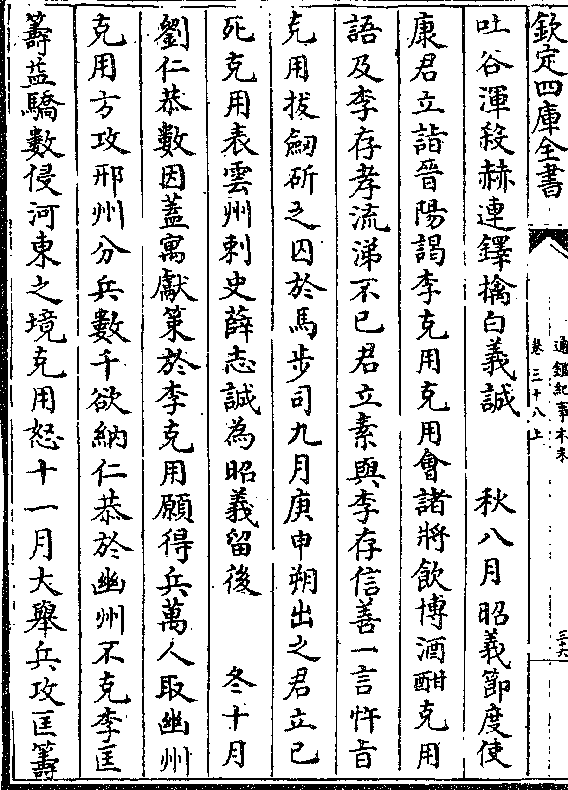 欽定四庫全書
通鑑紀事本末
卷三十八上
三六
吐谷渾殺赫連鐸擒白義誠　秋八月昭義節度使
康君立詣晉陽謁李克用克用會諸將飲博酒酣克用
語及李存孝流涕不已君立素與李存信善一言忤旨
克用拔劒斫之囚於馬步司九月庚申朔出之君立已
死克用表雲州刺史薛志誠為昭義留後　冬十月
劉仁恭數因蓋寓獻策於李克用願得兵萬人取幽州
克用方攻邢州分兵數千欲納仁恭於幽州不克李匡
籌益驕數侵河東之境克用怒十一月大舉兵攻匡籌